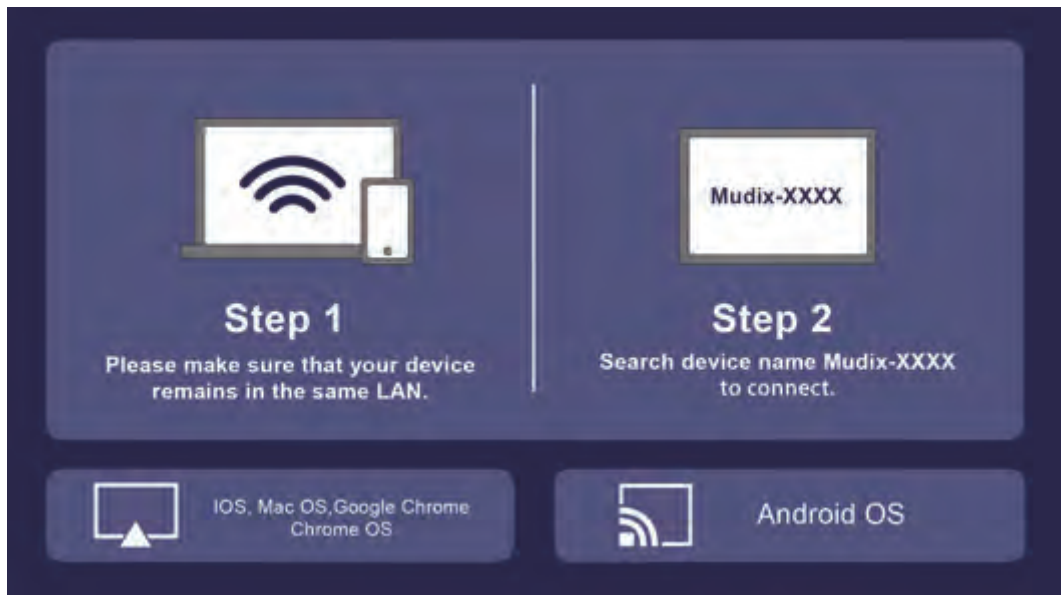 Mudix-XXXX
Step 1
Please make sure that your device
remains in the same LAN.
Step 2
Search device name Mudix-XXXX
to connect.
IOS, Mac OS,Google Chrome
Chrome OS
Android OS